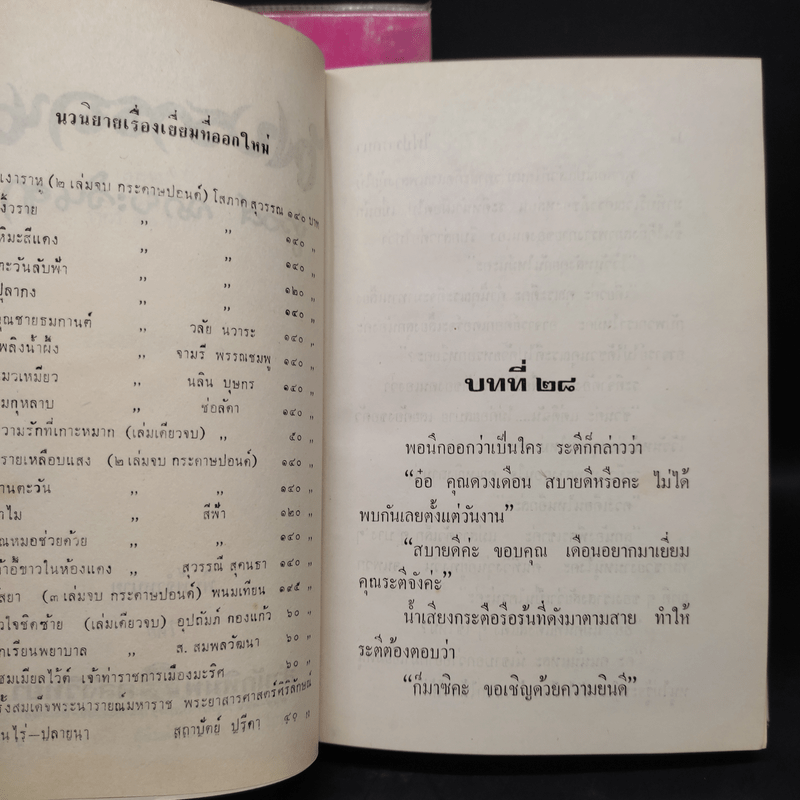 นวนิยายเรื่องเยี่ยมที่ออกใหม่
เงาราหู (๒ เล่มจบ กระดาษปอนด์) โสภาค สุวรรณ ๑๔๐ บาท
งิ้วราย ,, ,, ๑๔๐ ,,
หิมะสีแดง ,, ,, ๑๔๐ ,,
ตะวันลับฟ้า ,, ,, ๑๔๐ ,,
ปุลากง ,, ,, ๑๒๐ ,,
คุณชายธมกานต์ ,, วลัย นวาระ ๑๔๐ ,,
เพลิงน้ำผึ้ง ,, จามรี พรรณชมพู ๑๔๐ ,,
แมวเหมียว ,, นลิน บุษกร ๑๔๐ ,,
มกุหลาบ ,, ช่อลัดา ๑๔๐ ,,
ความรักที่เกาะหมาก (เล่มเดียวจบ) ,, ๕๐ ,,
รายเหลือบแสง (๒ เล่มจบ กระดาษปอนด์) ๑๔๐ ,,
านตะวัน ,, ,, ๑๔๐ ,,
าไม ,, สีฟ้า ๑๒๐ ,,
ณหมอช่วยด้วย ,, ,, ๑๔๐ ,,
าอี้ขาวในห้องแดง ,, สุวรรณี สุคนธา ๑๔๐ ,,
สยา (๓ เล่มจบ กระดาษปอนด์) พนมเทียน ๑๙๕ ,,
วใจชิดซ้าย (เล่มเดียวจบ) อุปถัมภ์ กองแก้ว ๖๐ ,,
กเรียนพยาบาล ,, ส. สมพลวัฒนา ๖๐ ,,
ซมเมียลไว้ต์ เจ้าท่าราชการเมืองมะริศ ๖๐ ,,
รั้งสมเด็จพระนารายณ์มหาราช พระยาสารศาสตร์ศิริลักษณ์
นไร่–ปลายนา สถาปัตย์ ปรีดา ๔๐ ,,
บทที่ ๒๘
พอนึกออกว่าเป็นใคร ระตีก็กล่าวว่า
“อ๋อ คุณดวงเดือน สบายดีหรือคะ ไม่ได้
พบกันเลยตั้งแต่วันงาน”
“สบายดีค่ะ ขอบคุณ เดือนอยากมาเยี่ยม
คุณระตีจังค่ะ”
น้ำเสียงกระตือรือร้นที่ดังมาตามสาย ทำให้
ระตีต้องตอบว่า
“ก็มาซิคะ ขอเชิญด้วยความยินดี”